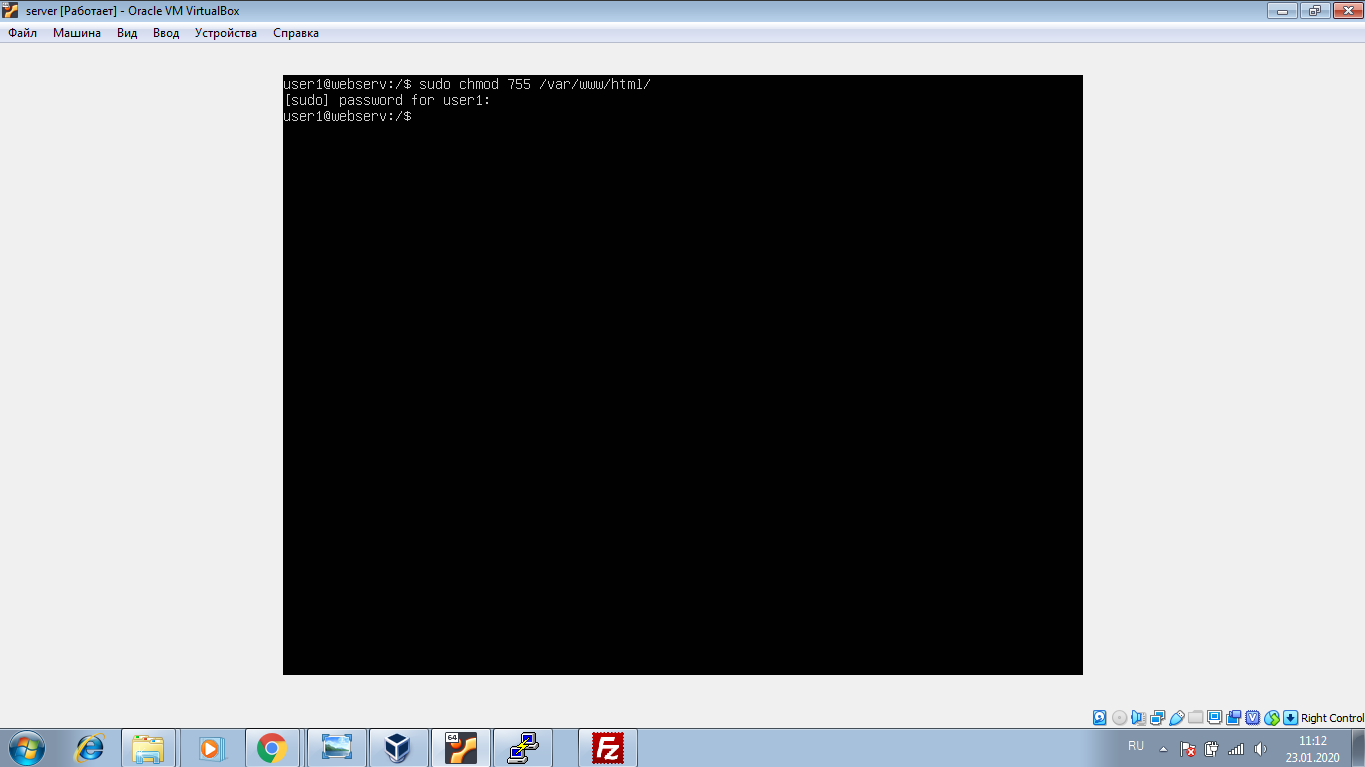 server [Работает] - Oracle VM VirtualBox
Файл Машина Вид Ввод Устройства Справка
user1@webserv:/$ sudo chmod 755 /var/www/html/
[sudo] password for user1:
user1@webserv:/$
Right Control
64
RU
11:12
23.01.2020